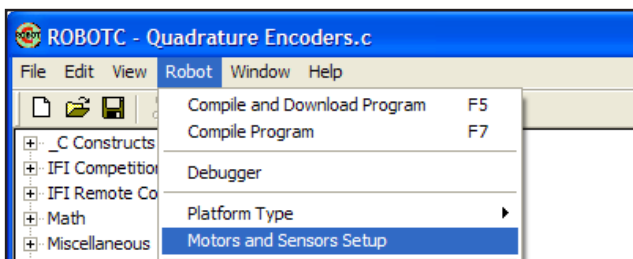 ROBOTC - Quadrature Encoders.c
File Edit View Robot Window Help
Compile and Download Program F5
Compile Program F7
Debugger
Platform Type
Motors and Sensors Setup
_C Constructs
IFI Competition
IFI Remote Co
Math
Miscellaneous